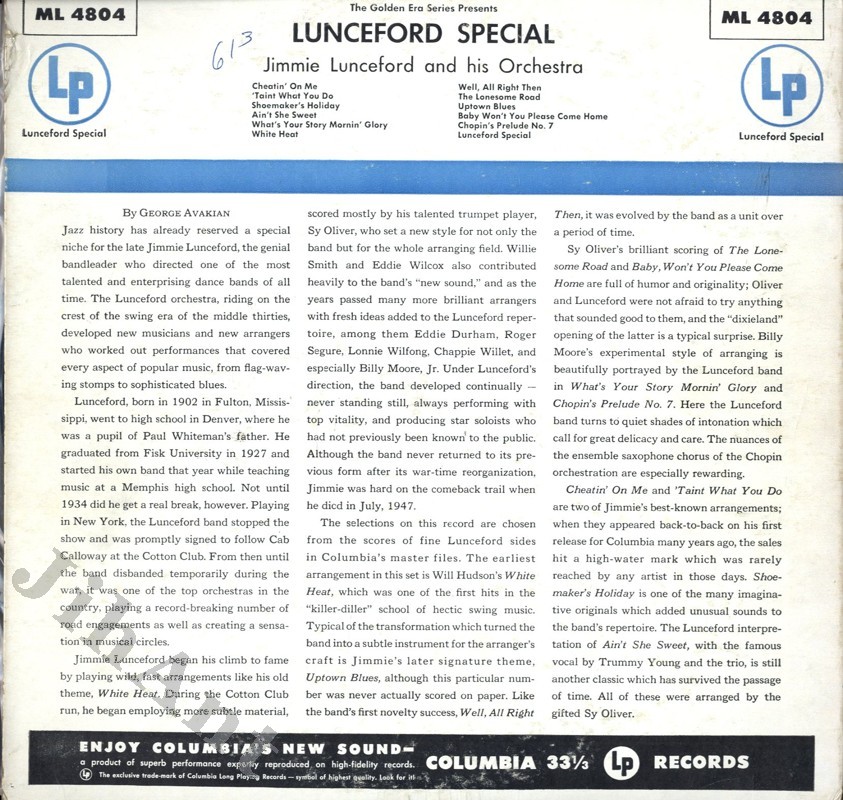 The Golden Era Series Presents
ML 4804
LUNCEFORD SPECIAL
ML 4804
613
Jimmie Lunceford and his Orchestra
Lp
Lunceford Special
Cheatin' On Me
'Taint What You Do
Shoemaker's Holiday
Ain't She Sweet
What's Your Story Mornin' Glory
White Heat
Well, All Right Then
The Lonesome Road
Uptown Blues
Baby Won't You Please Come Home
Chopin's Prelude No. 7
Lunceford Special
Lp
Lunceford Special
By GEORGE AVAKIAN
Jazz history has already reserved a special
niche for the late Jimmie Lunceford, the genial
bandleader who directed one of the most
talented and enterprising dance bands of all
time. The Lunceford orchestra, riding on the
crest of the swing era of the middle thirties,
developed new musicians and new arrangers
who worked out performances that covered
every aspect of popular music, from flag-wav-
ing stomps to sophisticated blues.
Lunceford, born in 1902 in Fulton, Missis-
sippi, went to high school in Denver, where he
was a pupil of Paul Whiteman's father. He
graduated from Fisk University in 1927 and
started his own band that year while teaching
music at a Memphis high school. Not until
1934 did he get a real break, however. Playing
in New York, the Lunceford band stopped the
show and was promptly signed to follow Cab
Calloway at the Cotton Club. From then until
the band disbanded temporarily during the
war, it was one of the top orchestras in the
country, playing a record-breaking number of
road engagements as well as creating a sensa-
tion in musical circles.
Jimmie Lunceford began his climb to fame
by playing wild, fast arrangements like his old
theme, White Heat. During the Cotton Club
run, he began employing more subtle material,
scored mostly by his talented trumpet player,
Sy Oliver, who set a new style for not only the
band but for the whole arranging field. Willie
Smith and Eddie Wilcox also contributed
heavily to the band's "new sound," and as the
years passed many more brilliant arrangers
with fresh ideas added to the Lunceford reper-
toire, among them Eddie Durham, Roger
Segure, Lonnie Wilfong, Chappie Willet, and
especially Billy Moore, Jr. Under Lunceford's
direction, the band developed continually —
never standing still, always performing with
top vitality, and producing star soloists who
had not previously been known to the public.
Although the band never returned to its pre-
vious form after its war-time reorganization,
Jimmie was hard on the comeback trail when
he died in July, 1947.
The selections on this record are chosen
from the scores of fine Lunceford sides
in Columbia's master files. The earliest
arrangement in this set is Will Hudson's White
Heat, which was one of the first hits in the
"killer-diller" school of hectic swing music.
Typical of the transformation which turned the
band into a subtle instrument for the arranger's
craft is Jimmie's later signature theme,
Uptown Blues, although this particular num-
ber was never actually scored on paper. Like
the band's first novelty success, Well, All Right
Then, it was evolved by the band as a unit over
a period of time.
Sy Oliver's brilliant scoring of The Lone-
some Road and Baby, Won't You Please Come
Home are full of humor and originality; Oliver
and Lunceford were not afraid to try anything
that sounded good to them, and the "dixieland"
opening of the latter is a typical surprise. Billy
Moore's experimental style of arranging is
beautifully portrayed by the Lunceford band
in What's Your Story Mornin' Glory and
Chopin's Prelude No. 7. Here the Lunceford
band turns to quiet shades of intonation which
call for great delicacy and care. The nuances of
the ensemble saxophone chorus of the Chopin
orchestration are especially rewarding.
Cheatin' On Me and 'Taint What You Do
are two of Jimmie's best-known arrangements;
when they appeared back-to-back on his first
release for Columbia many years ago, the sales
hit a high-water mark which was rarely
reached by any artist in those days. Shoe-
maker's Holiday is one of the many imagina-
tive originals which added unusual sounds to
the band's repertoire. The Lunceford interpre-
tation of Ain't She Sweet, with the famous
vocal by Trummy Young and the trio, is still
another classic which has survived the passage
of time. All of these were arranged by the
gifted Sy Oliver.
ENJOY COLUMBIA'S NEW SOUND—
a product of superb performance expertly reproduced on high-fidelity records.
Lp The exclusive trade-mark of Columbia Long Playing Records — symbol of highest quality. Look for it!
COLUMBIA 33⅓ Lp RECORDS